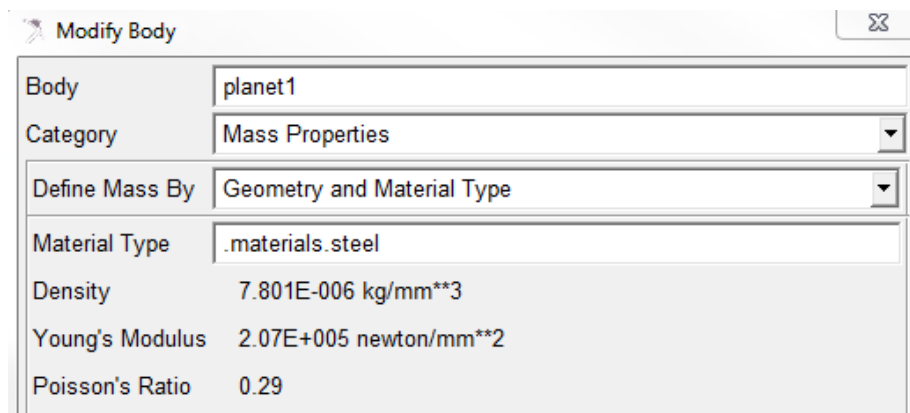 Modify Body
Body planet1
Category Mass Properties
Define Mass By Geometry and Material Type
Material Type .materials.steel
Density 7.801E-006 kg/mm**3
Young's Modulus 2.07E+005 newton/mm**2
Poisson's Ratio 0.29